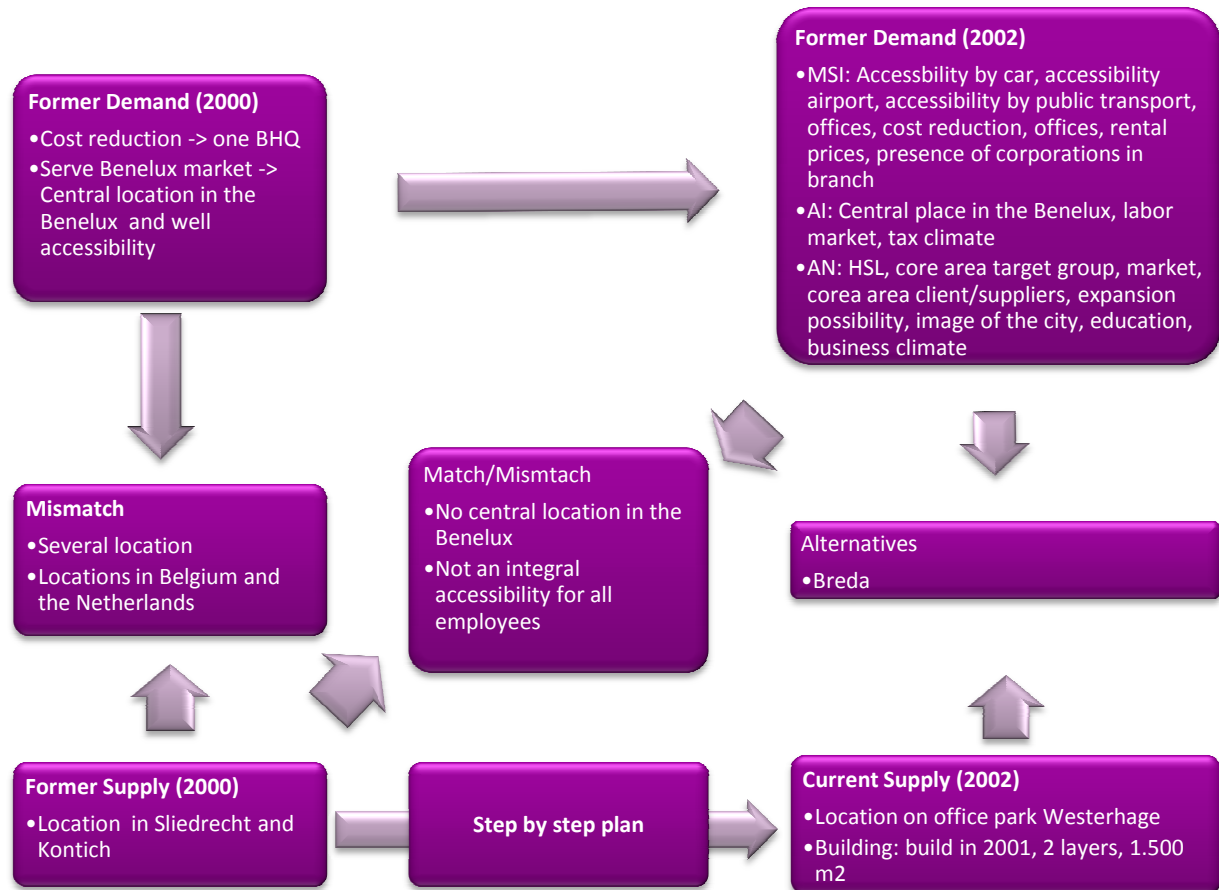 Former Demand (2000)
•Cost reduction -> one BHQ
•Serve Benelux market ->
Central location in the
Benelux and well
accessibility
Former Demand (2002)
•MSI: Accessbility by car, accessibility
airport, accessibility by public transport,
offices, cost reduction, offices, rental
prices, presence of corporations in
branch
•AI: Central place in the Benelux, labor
market, tax climate
•AN: HSL, core area target group, market,
corea area client/suppliers, expansion
possibility, image of the city, education,
business climate
Mismatch
•Several location
•Locations in Belgium and
the Netherlands
Match/Mismtach
•No central location in the
Benelux
•Not an integral
accessibility for all
employees
Alternatives
•Breda
Former Supply (2000)
•Location in Sliedrecht and
Kontich
Step by step plan
Current Supply (2002)
•Location on office park Westerhage
•Building: build in 2001, 2 layers, 1.500
m2